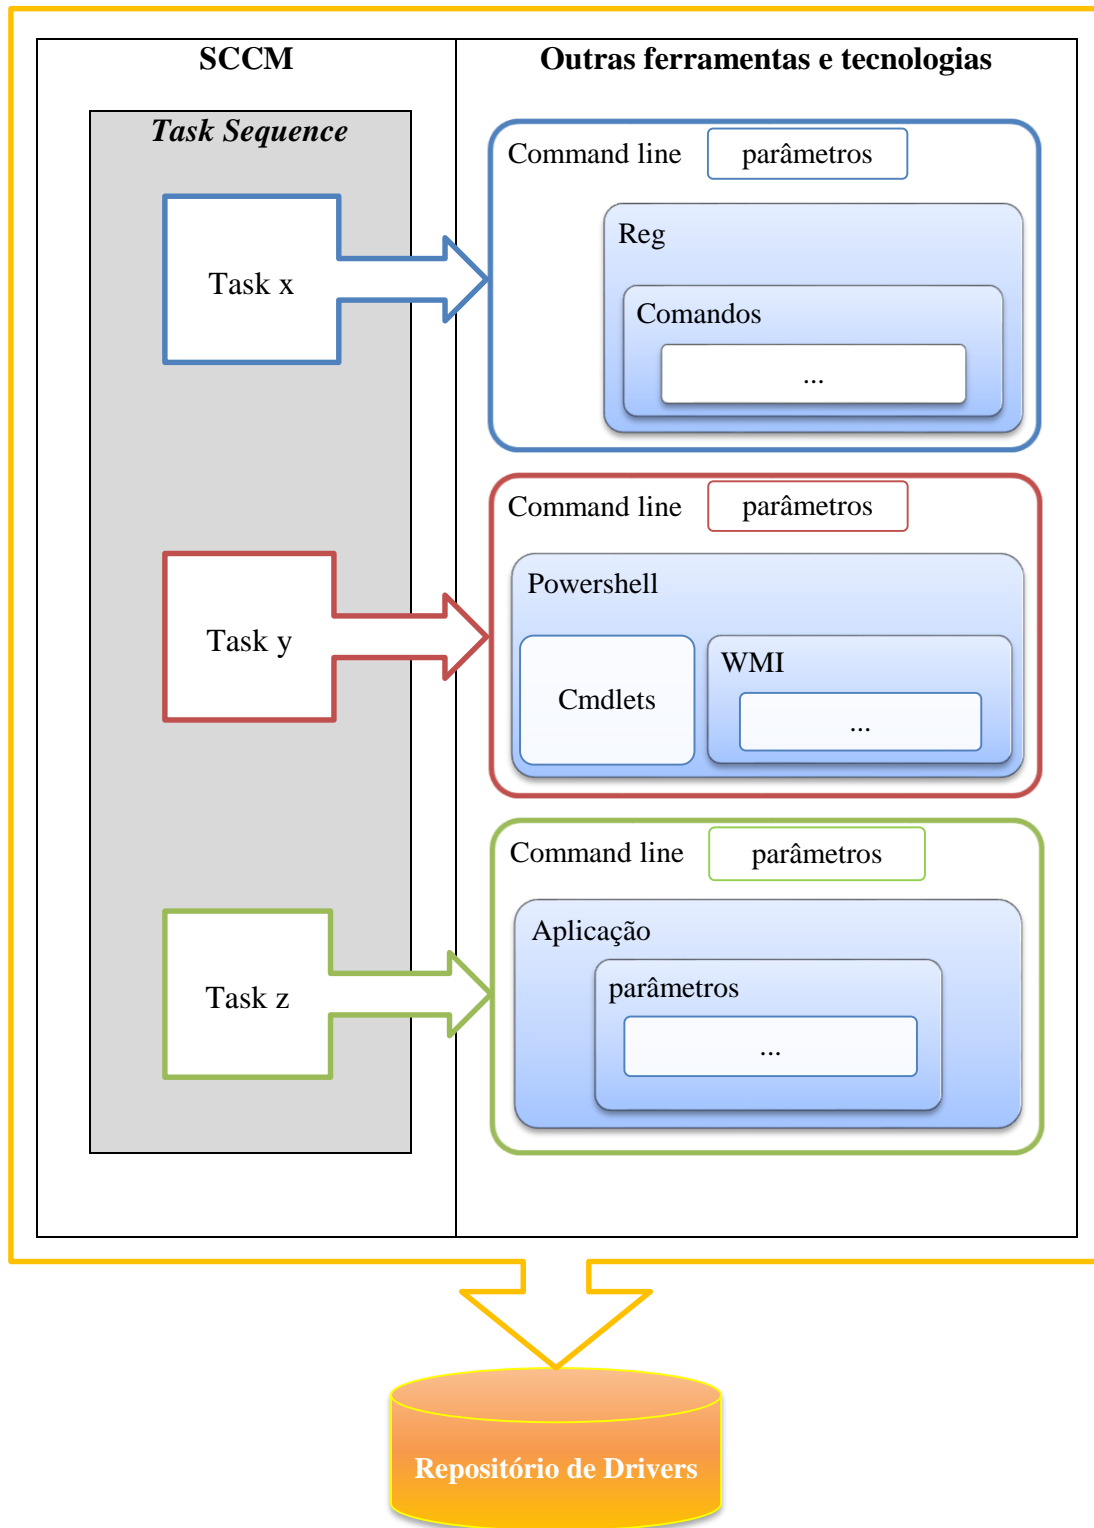 SCCM
Outras ferramentas e tecnologias
Task Sequence
Task x
Command line
parâmetros
Reg
Comandos
...
Task y
Command line
parâmetros
Powershell
Cmdlets
WMI
...
Task z
Command line
parâmetros
Aplicação
parâmetros
...
Repositório de Drivers